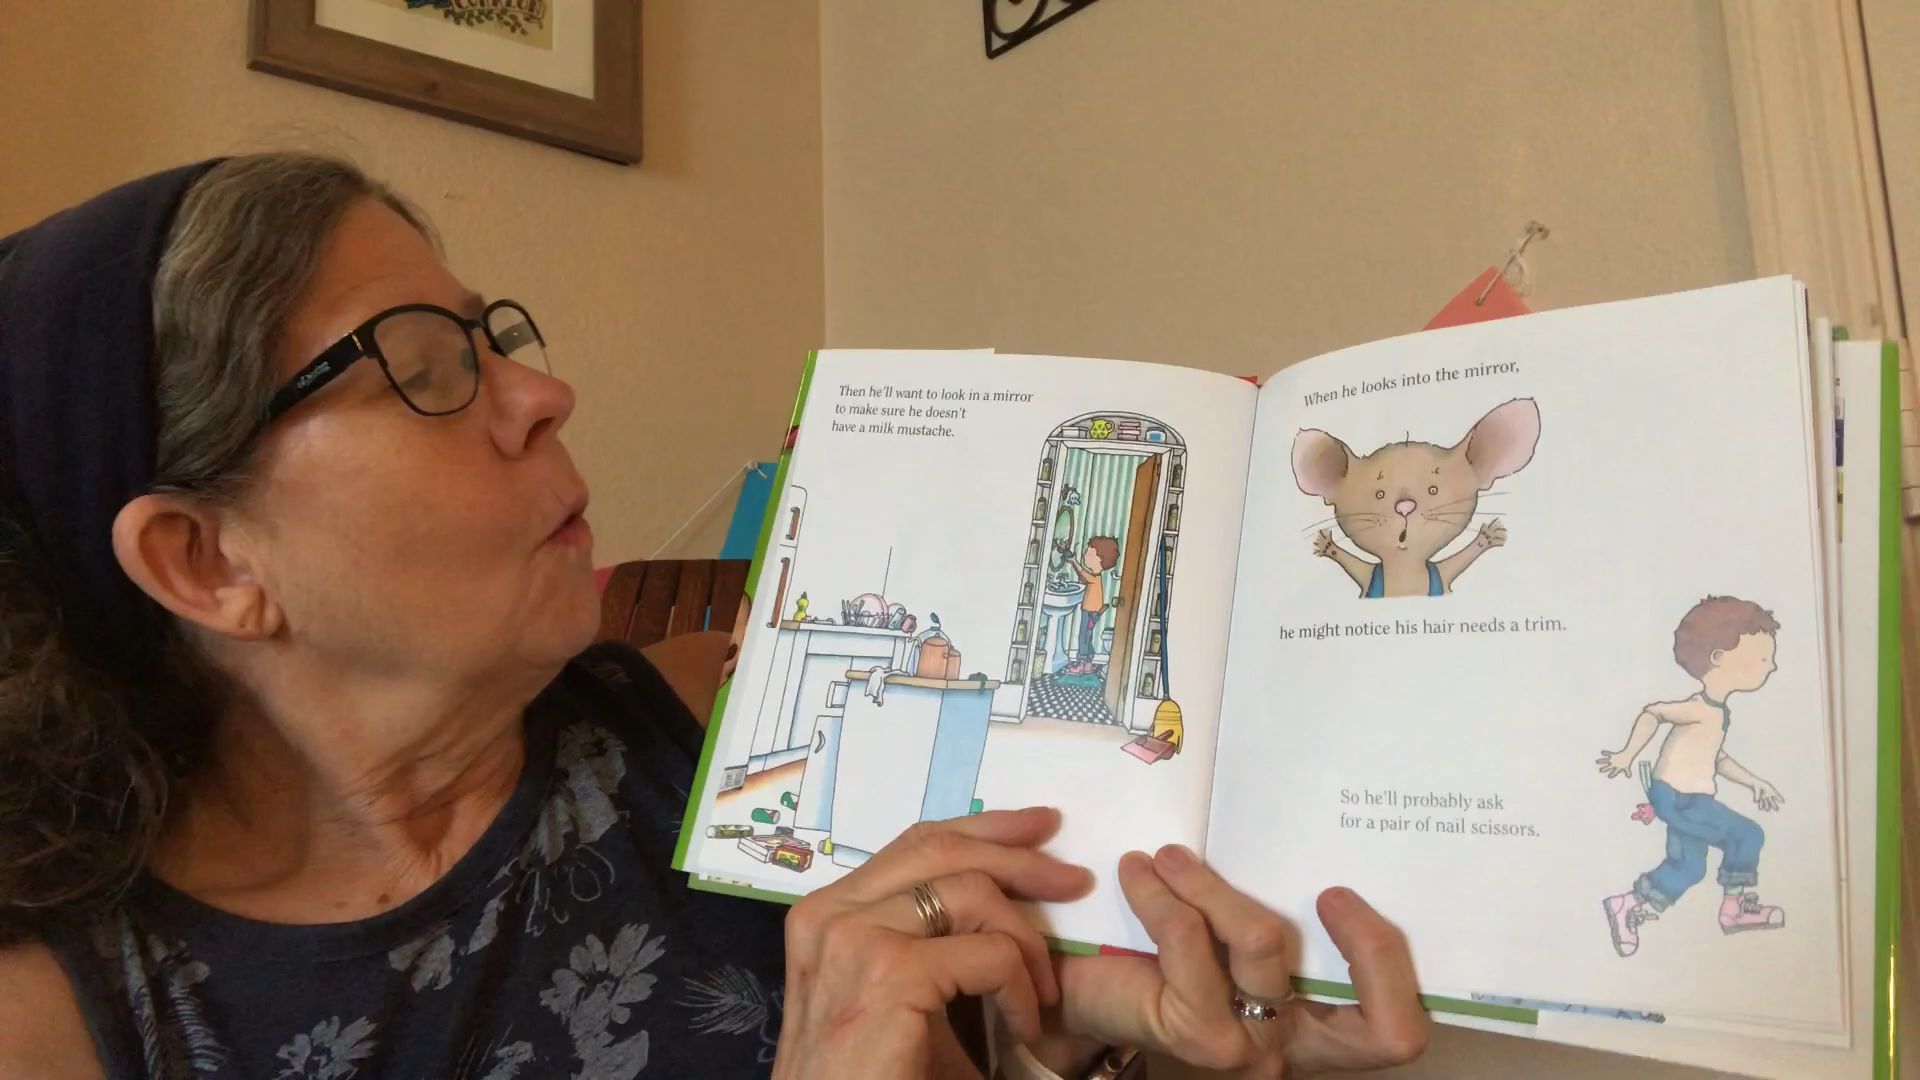 Then he'll want to look in a mirror
to make sure he doesn't
have a milk mustache.
When he looks into the mirror,
he might notice his hair needs a trim.
So he'll probably ask
for a pair of nail scissors.